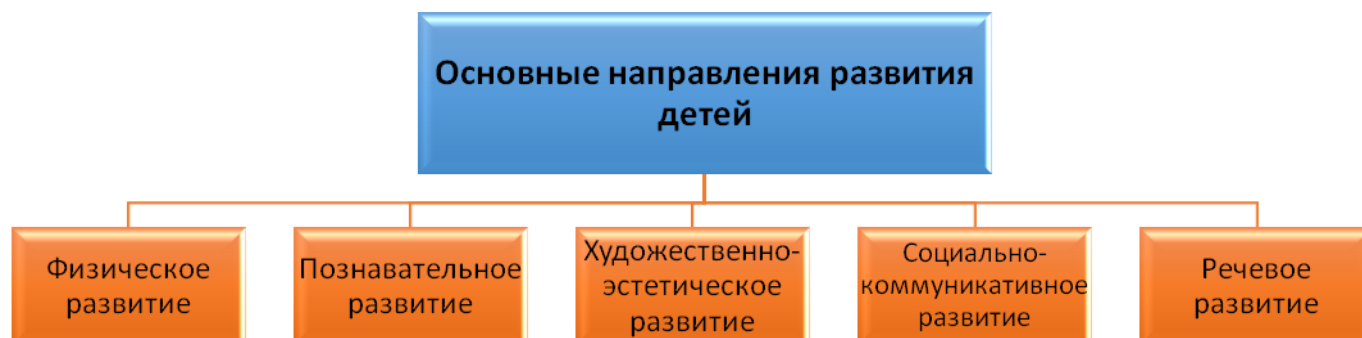 Основные направления развития
детей
Физическое
развитие
Познавательное
развитие
Художественно-
эстетическое
развитие
Социально-
коммуникативное
развитие
Речевое
развитие